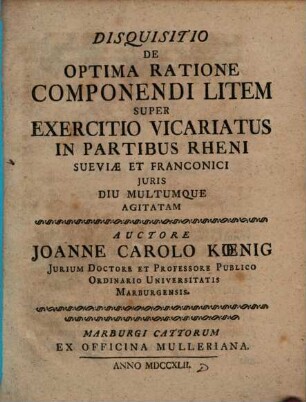 DISQUISITIO
DE
OPTIMA RATIONE
COMPONENDI LITEM
SUPER
EXERCITIO VICARIATUS
IN PARTIBUS RHENI
SUEVIÆ ET FRANCONICI
JURIS
DIU MULTUMQUE
AGITATAM
AUCTORE
JOANNE CAROLO KŒNIG
JURIUM DOCTORE ET PROFESSORE PUBLICO
ORDINARIO UNIVERSITATIS
MARBURGENSIS.
MARBURGI CATTORUM
EX OFFICINA MULLERIANA.
ANNO MDCCXLII.